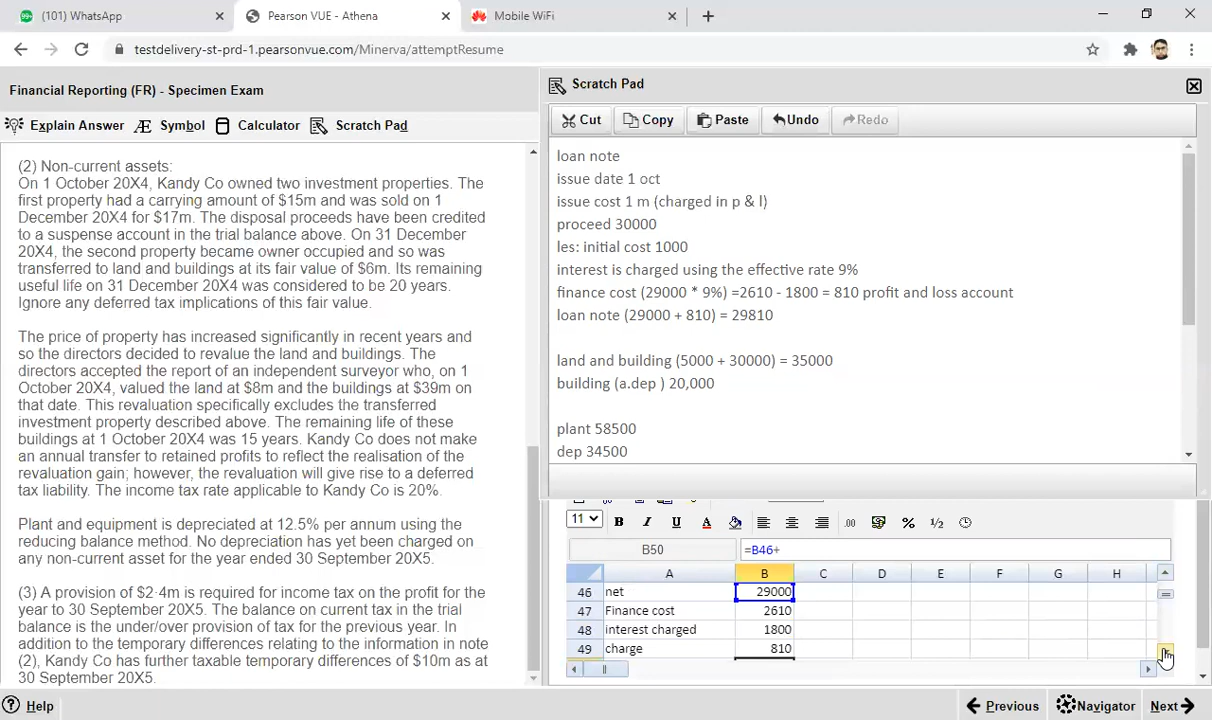 (101) WhatsApp
Pearson VUE - Athena
Mobile WiFi
testdelivery-st-prd-1.pearsonvue.com/Minerva/attemptResume
Financial Reporting (FR) - Specimen Exam
Explain Answer
Symbol
Calculator
Scratch Pad
(2) Non-current assets:
On 1 October 20X4, Kandy Co owned two investment properties. The
first property had a carrying amount of $15m and was sold on 1
December 20X4 for $17m. The disposal proceeds have been credited
to a suspense account in the trial balance above. On 31 December
20X4, the second property became owner occupied and so was
transferred to land and buildings at its fair value of $6m. Its remaining
useful life on 31 December 20X4 was considered to be 20 years.
Ignore any deferred tax implications of this fair value.
The price of property has increased significantly in recent years and
so the directors decided to revalue the land and buildings. The
directors accepted the report of an independent surveyor who, on 1
October 20X4, valued the land at $8m and the buildings at $39m on
that date. This revaluation specifically excludes the transferred
investment property described above. The remaining life of these
buildings at 1 October 20X4 was 15 years. Kandy Co does not make
an annual transfer to retained profits to reflect the realisation of the
revaluation gain; however, the revaluation will give rise to a deferred
tax liability. The income tax rate applicable to Kandy Co is 20%.
Plant and equipment is depreciated at 12.5% per annum using the
reducing balance method. No depreciation has yet been charged on
any non-current asset for the year ended 30 September 20X5.
(3) A provision of $2·4m is required for income tax on the profit for the
year to 30 September 20X5. The balance on current tax in the trial
balance is the under/over provision of tax for the previous year. In
addition to the temporary differences relating to the information in note
(2), Kandy Co has further taxable temporary differences of $10m as at
30 September 20X5.
Scratch Pad
Cut
Copy
Paste
Undo
Redo
loan note
issue date 1 oct
issue cost 1 m (charged in p & l)
proceed 30000
les: initial cost 1000
interest is charged using the effective rate 9%
finance cost (29000 * 9%) =2610 - 1800 = 810 profit and loss account
loan note (29000 + 810) = 29810
land and building (5000 + 30000) = 35000
building (a.dep ) 20,000
plant 58500
dep 34500
11 B I U A .00 % ½
B50 =B46+
A B C D E F G H
46 net 29000
47 Finance cost 2610
48 interest charged 1800
49 charge 810
Help
Previous
Navigator
Next